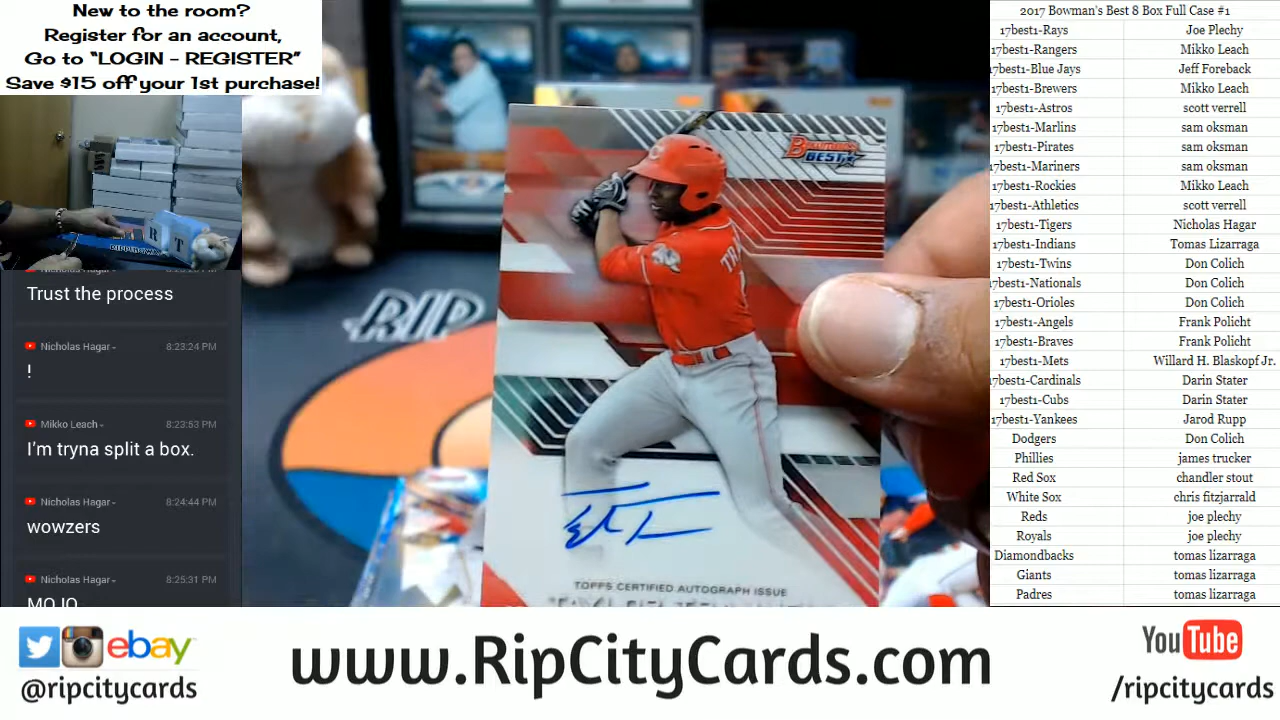 New to the room?
Register for an account,
Go to “LOGIN - REGISTER”
Save $15 off your 1st purchase!
Trust the process
Nicholas Hagar
8:23:24 PM
!
Mikko Leach
8:23:53 PM
I'm tryna split a box.
Nicholas Hagar
8:24:44 PM
wowzers
Nicholas Hagar
8:25:31 PM
MOJO
RIP
BOWMAN'S
BEST
TOPPS CERTIFIED AUTOGRAPH ISSUE
2017 Bowman's Best 8 Box Full Case #1
17best1-Rays Joe Plechy
17best1-Rangers Mikko Leach
17best1-Blue Jays Jeff Foreback
17best1-Brewers Mikko Leach
17best1-Astros scott verrell
17best1-Marlins sam oksman
17best1-Pirates sam oksman
17best1-Mariners sam oksman
17best1-Rockies Mikko Leach
17best1-Athletics scott verrell
17best1-Tigers Nicholas Hagar
17best1-Indians Tomas Lizarraga
17best1-Twins Don Colich
17best1-Nationals Don Colich
17best1-Orioles Don Colich
17best1-Angels Frank Policht
17best1-Braves Frank Policht
17best1-Mets Willard H. Blaskopf Jr.
17best1-Cardinals Darin Stater
17best1-Cubs Darin Stater
17best1-Yankees Jarod Rupp
Dodgers Don Colich
Phillies james trucker
Red Sox chandler stout
White Sox chris fitzjarrald
Reds joe plechy
Royals joe plechy
Diamondbacks tomas lizarraga
Giants tomas lizarraga
Padres tomas lizarraga
ebay
@ripcitycards
www.RipCityCards.com
YouTube
/ripcitycards